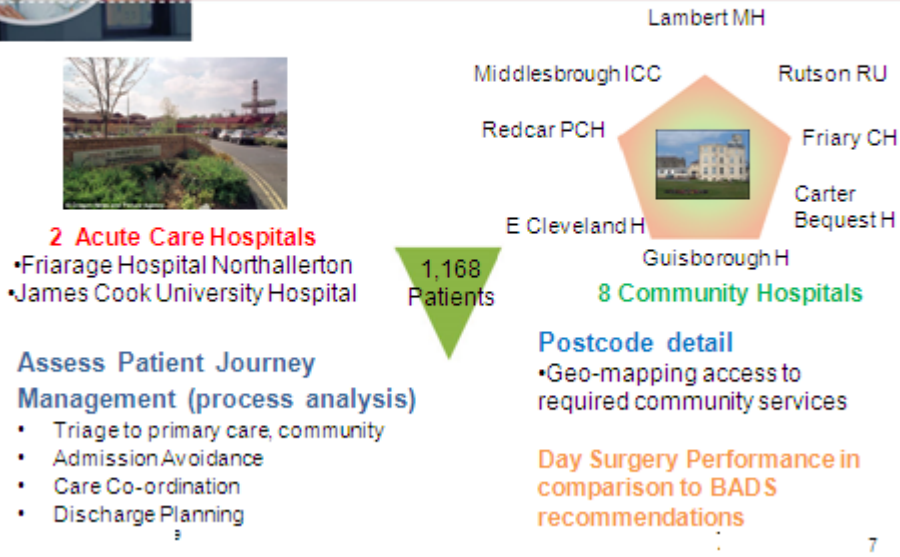 Lambert MH
Middlesbrough ICC
Rutson RU
Redcar PCH
Friary CH
Carter
Bequest H
E Cleveland H
Guisborough H
8 Community Hospitals
2 Acute Care Hospitals
•Friarage Hospital Northallerton
•James Cook University Hospital
1,168
Patients
Assess Patient Journey
Management (process analysis)
• Triage to primary care, community
• Admission Avoidance
• Care Co-ordination
• Discharge Planning
Postcode detail
•Geo-mapping access to
required community services
Day Surgery Performance in
comparison to BADS
recommendations
7